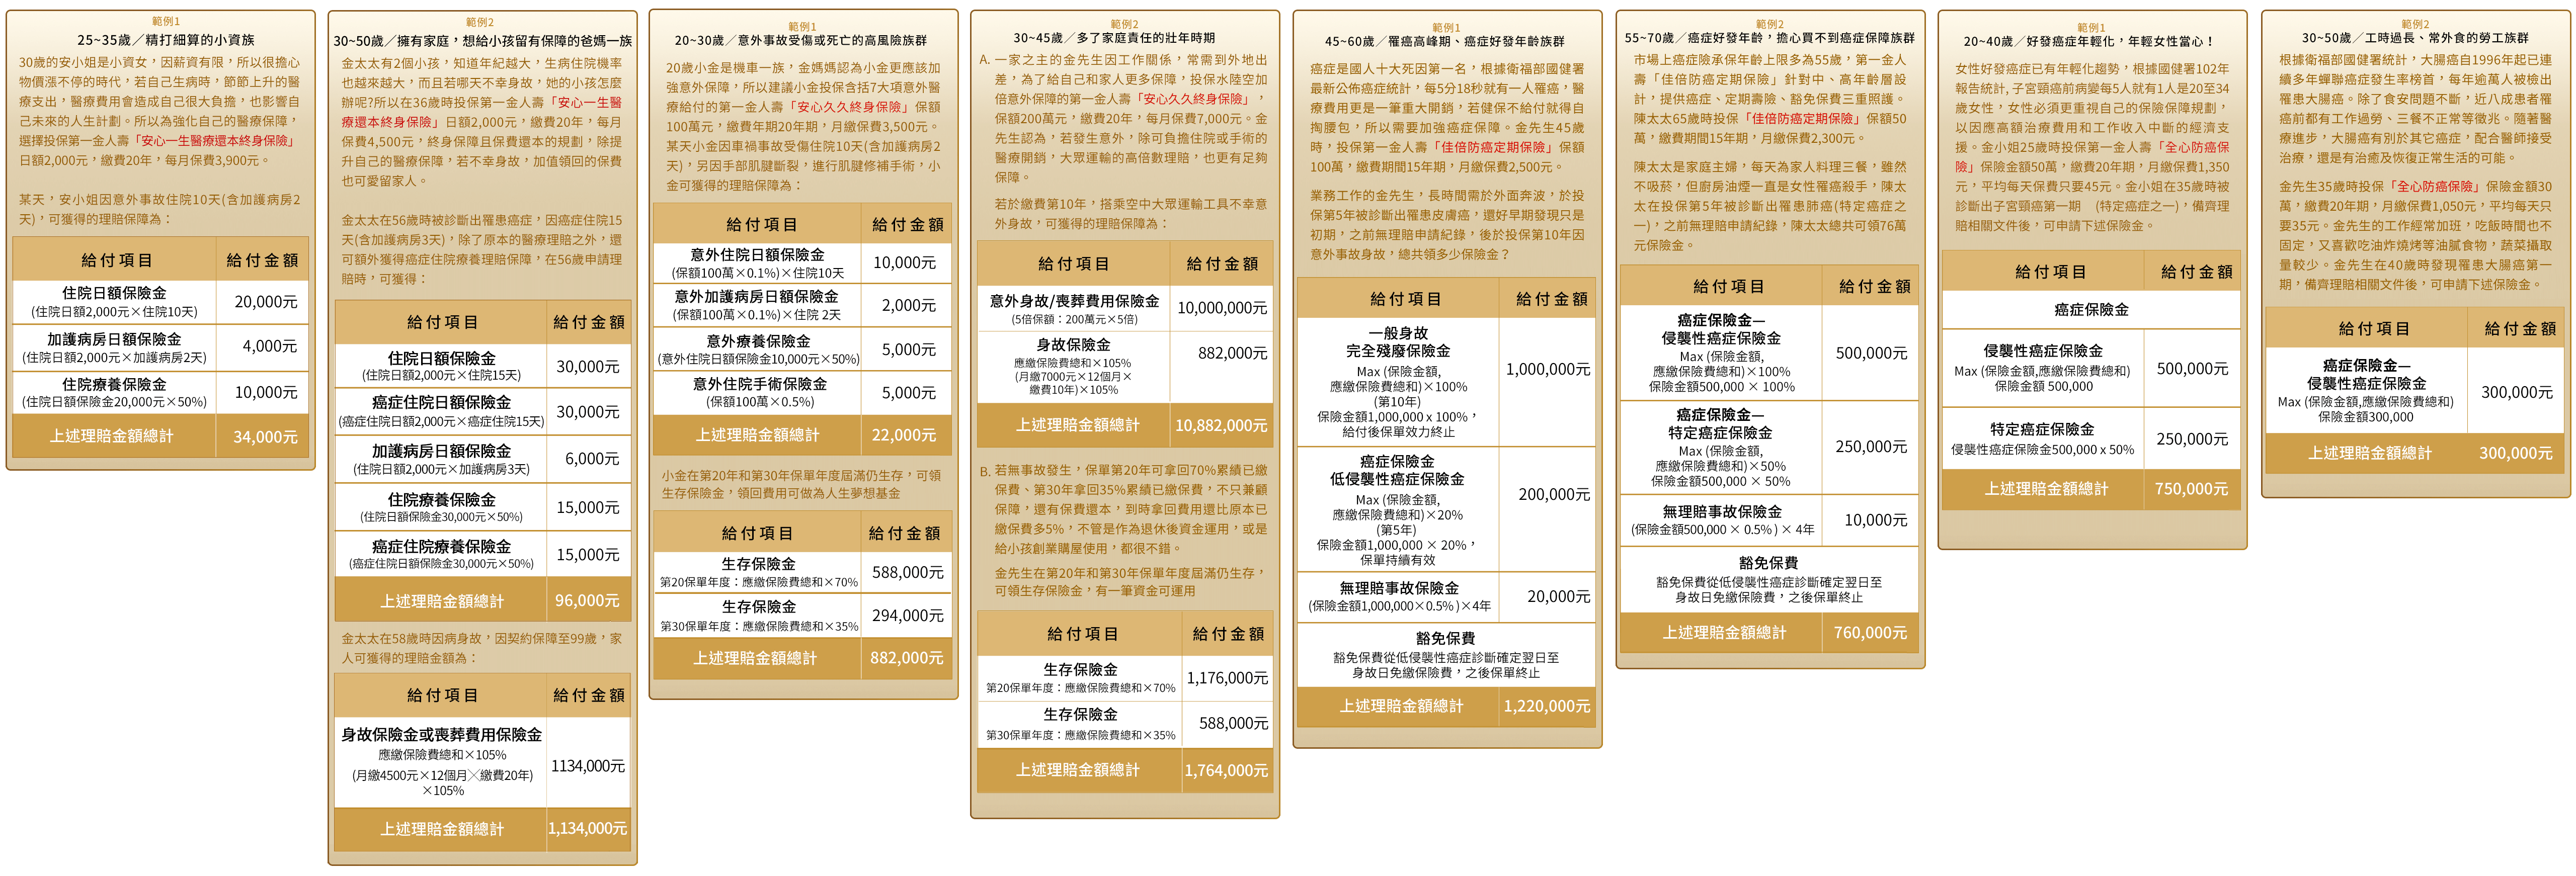 範例1
25~35歲／精打細算的小資族
30歲的安小姐是小資女，因薪資有限，所以很擔心
物價漲不停的時代，若自己生病時，節節上升的醫
療支出，醫療費用會造成自己很大負擔，也影響自
己未來的人生計劃。所以為強化自己的醫療保障，
選擇投保第一金人壽「安心一生醫療還本終身保險」
日額2,000元，繳費20年，每月保費3,900元。
某天，安小姐因意外事故住院10天(含加護病房2
天)，可獲得的理賠保障為：
給付項目 給付金額
住院日額保險金
(住院日額2,000元×住院10天)
20,000元
加護病房日額保險金
(住院日額2,000元×加護病房2天)
4,000元
住院療養保險金
(住院日額保險金20,000元×50%)
10,000元
上述理賠金額總計 34,000元
範例2
30~50歲／擁有家庭，想給小孩留有保障的爸媽一族
金太太有2個小孩，知道年紀越大，生病住院機率
也越來越大，而且若哪天不幸身故，她的小孩怎麼
辦呢?所以在36歲時投保第一金人壽「安心一生醫
療還本終身保險」日額2,000元，繳費20年，每月
保費4,500元，終身保障且保費還本的規劃，除提
升自己的醫療保障，若不幸身故，加值領回的保費
也可愛留家人。
金太太在56歲時被診斷出罹患癌症，因癌症住院15
天(含加護病房3天)，除了原本的醫療理賠之外，還
可額外獲得癌症住院療養理賠保障，在56歲申請理
賠時，可獲得：
給付項目 給付金額
住院日額保險金
(住院日額2,000元×住院15天)
30,000元
癌症住院日額保險金
(癌症住院日額2,000元×癌症住院15天)
30,000元
加護病房日額保險金
(住院日額2,000元×加護病房3天)
6,000元
住院療養保險金
(住院日額保險金30,000元×50%)
15,000元
癌症住院療養保險金
(癌症住院日額保險金30,000元×50%)
15,000元
上述理賠金額總計 96,000元
金太太在58歲時因病身故，因契約保障至99歲，家
人可獲得的理賠金額為：
給付項目 給付金額
身故保險金或喪葬費用保險金
應繳保險費總和×105%
(月繳4500元×12個月╳繳費20年)
×105%
1134,000元
上述理賠金額總計 1,134,000元
範例1
20~30歲／意外事故受傷或死亡的高風險族群
20歲小金是機車一族，金媽媽認為小金更應該加
強意外保障，所以建議小金投保含括7大項意外醫
療給付的第一金人壽「安心久久終身保險」保額
100萬元，繳費年期20年期，月繳保費3,500元。
某天小金因車禍事故受傷住院10天(含加護病房2
天)，另因手部肌腱斷裂，進行肌腱修補手術，小
金可獲得的理賠保障為：
給付項目 給付金額
意外住院日額保險金
(保額100萬×0.1%)×住院10天
10,000元
意外加護病房日額保險金
(保額100萬×0.1%)×住院 2天
2,000元
意外療養保險金
(意外住院日額保險金10,000元×50%)
5,000元
意外住院手術保險金
(保額100萬×0.5%)
5,000元
上述理賠金額總計 22,000元
小金在第20年和第30年保單年度屆滿仍生存，可領
生存保險金，領回費用可做為人生夢想基金
給付項目 給付金額
生存保險金
第20保單年度：應繳保險費總和×70%
588,000元
生存保險金
第30保單年度：應繳保險費總和×35%
294,000元
上述理賠金額總計 882,000元
範例2
30~45歲／多了家庭責任的壯年時期
A. 一家之主的金先生因工作關係，常需到外地出
差，為了給自己和家人更多保障，投保水陸空加
倍意外保障的第一金人壽「安心久久終身保險」，
保額200萬元，繳費20年，每月保費7,000元。金
先生認為，若發生意外，除可負擔住院或手術的
醫療開銷，大眾運輸的高倍數理賠，也更有足夠
保障。
若於繳費第10年，搭乘空中大眾運輸工具不幸意
外身故，可獲得的理賠保障為：
給付項目 給付金額
意外身故/喪葬費用保險金
(5倍保額：200萬元×5倍)
10,000,000元
身故保險金
應繳保險費總和×105%
(月繳7000元×12個月×
繳費10年)×105%
882,000元
上述理賠金額總計 10,882,000元
B. 若無事故發生，保單第20年可拿回70%累績已繳
保費、第30年拿回35%累績已繳保費，不只兼顧
保障，還有保費還本，到時拿回費用還比原本已
繳保費多5%，不管是作為退休後資金運用，或是
給小孩創業購屋使用，都很不錯。
金先生在第20年和第30年保單年度屆滿仍生存，
可領生存保險金，有一筆資金可運用
給付項目 給付金額
生存保險金
第20保單年度：應繳保險費總和×70%
1,176,000元
生存保險金
第30保單年度：應繳保險費總和×35%
588,000元
上述理賠金額總計 1,764,000元
範例1
45~60歲／罹癌高峰期、癌症好發年齡族群
癌症是國人十大死因第一名，根據衛福部國健署
最新公佈癌症統計，每5分18秒就有一人罹癌，醫
療費用更是一筆重大開銷，若健保不給付就得自
掏腰包，所以需要加強癌症保障。金先生45歲
時，投保第一金人壽「佳倍防癌定期保險」保額
100萬，繳費期間15年期，月繳保費2,500元。
業務工作的金先生，長時間需於外面奔波，於投
保第5年被診斷出罹患皮膚癌，還好早期發現只是
初期，之前無理賠申請紀錄，後於投保第10年因
意外事故身故，總共領多少保險金？
給付項目 給付金額
一般身故
完全殘廢保險金
Max (保險金額,
應繳保險費總和)×100%
(第10年)
保險金額1,000,000 x 100%，
給付後保單效力終止
1,000,000元
癌症保險金
低侵襲性癌症保險金
Max (保險金額,
應繳保險費總和)×20%
(第5年)
保險金額1,000,000 × 20%，
保單持續有效
200,000元
無理賠事故保險金
(保險金額1,000,000×0.5% )×4年
20,000元
豁免保費
豁免保費從低侵襲性癌症診斷確定翌日至
身故日免繳保險費，之後保單終止
上述理賠金額總計 1,220,000元
範例2
55~70歲／癌症好發年齡，擔心買不到癌症保障族群
市場上癌症險承保年齡上限多為55歲，第一金人
壽「佳倍防癌定期保險」針對中、高年齡層設
計，提供癌症、定期壽險、豁免保費三重照護。
陳太太65歲時投保「佳倍防癌定期保險」保額50
萬，繳費期間15年期，月繳保費2,300元。
陳太太是家庭主婦，每天為家人料理三餐，雖然
不吸菸，但廚房油煙一直是女性罹癌殺手，陳太
太在投保第5年被診斷出罹患肺癌(特定癌症之
一)，之前無理賠申請紀錄，陳太太總共可領76萬
元保險金。
給付項目 給付金額
癌症保險金—
侵襲性癌症保險金
Max (保險金額,
應繳保險費總和)×100%
保險金額500,000 × 100%
500,000元
癌症保險金—
特定癌症保險金
Max (保險金額,
應繳保險費總和)×50%
保險金額500,000 × 50%
250,000元
無理賠事故保險金
(保險金額500,000 × 0.5% ) × 4年
10,000元
豁免保費
豁免保費從低侵襲性癌症診斷確定翌日至
身故日免繳保險費，之後保單終止
上述理賠金額總計 760,000元
範例1
20~40歲／好發癌症年輕化，年輕女性當心！
女性好發癌症已有年輕化趨勢，根據國健署102年
報告統計, 子宮頸癌前病變每5人就有1人是20至34
歲女性，女性必須更重視自己的保險保障規劃，
以因應高額治療費用和工作收入中斷的經濟支
援。金小姐25歲時投保第一金人壽「全心防癌保
險」保險金額50萬，繳費20年期，月繳保費1,350
元，平均每天保費只要45元。金小姐在35歲時被
診斷出子宮頸癌第一期 (特定癌症之一)，備齊理
賠相關文件後，可申請下述保險金。
給付項目 給付金額
癌症保險金
侵襲性癌症保險金
Max (保險金額,應繳保險費總和)
保險金額 500,000
500,000元
特定癌症保險金
侵襲性癌症保險金500,000 x 50%
250,000元
上述理賠金額總計 750,000元
範例2
30~50歲／工時過長、常外食的勞工族群
根據衛福部國健署統計，大腸癌自1996年起已連
續多年蟬聯癌症發生率榜首，每年逾萬人被檢出
罹患大腸癌。除了食安問題不斷，近八成患者罹
癌前都有工作過勞、三餐不正常等徵兆。隨著醫
療進步，大腸癌有別於其它癌症，配合醫師接受
治療，還是有治癒及恢復正常生活的可能。
金先生35歲時投保「全心防癌保險」保險金額30
萬，繳費20年期，月繳保費1,050元，平均每天只
要35元。金先生的工作經常加班，吃飯時間也不
固定，又喜歡吃油炸燒烤等油膩食物，蔬菜攝取
量較少。金先生在40歲時發現罹患大腸癌第一
期，備齊理賠相關文件後，可申請下述保險金。
給付項目 給付金額
癌症保險金—
侵襲性癌症保險金
Max (保險金額,應繳保險費總和)
保險金額300,000
300,000元
上述理賠金額總計 300,000元